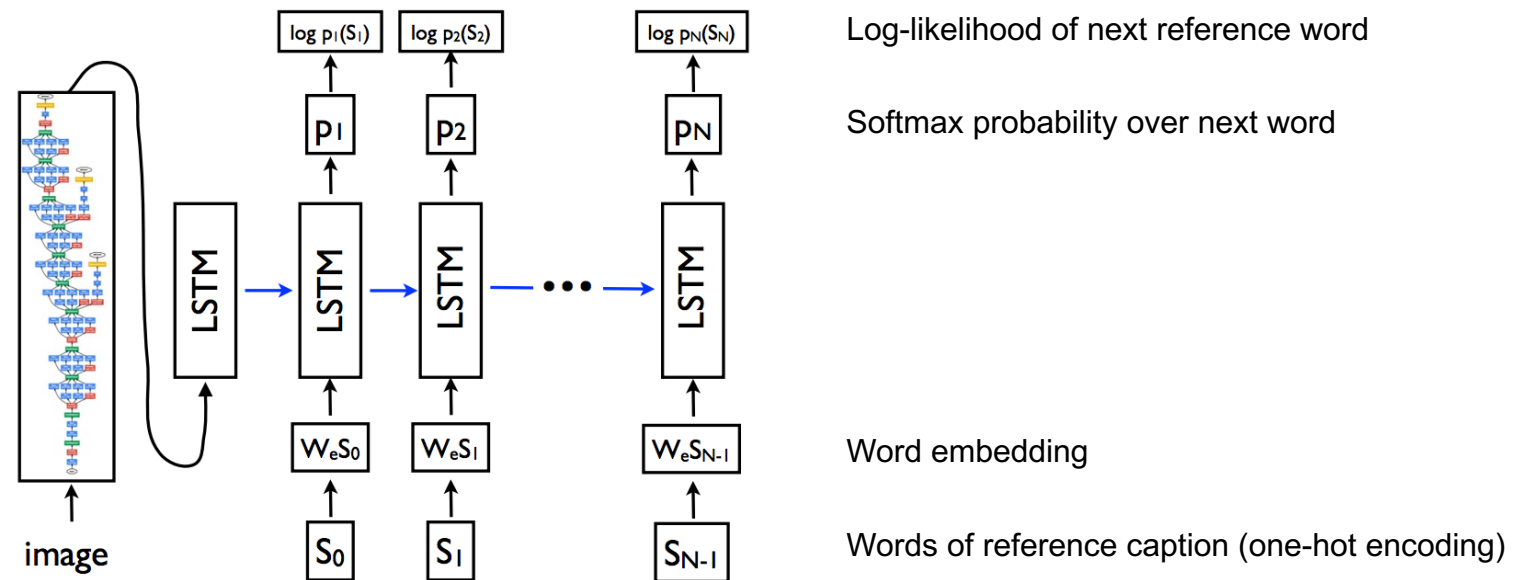 log p₁(S₁) log p₂(S₂) log pN(SN) Log-likelihood of next reference word
p₁ p₂ pN Softmax probability over next word
LSTM LSTM LSTM ••• LSTM
WeS₀ WeS₁ WeSN-1 Word embedding
image S₀ S₁ SN-1 Words of reference caption (one-hot encoding)